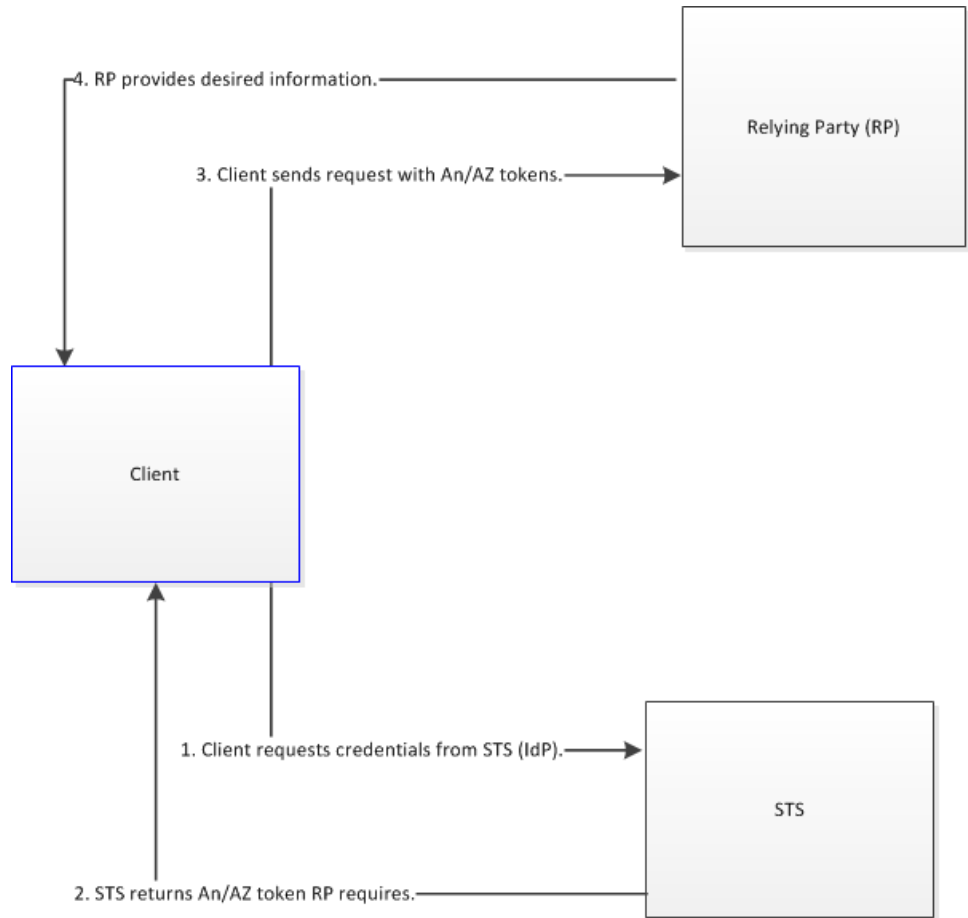 4. RP provides desired information.
Relying Party (RP)
3. Client sends request with An/AZ tokens.
Client
1. Client requests credentials from STS (IdP).
STS
2. STS returns An/AZ token RP requires.